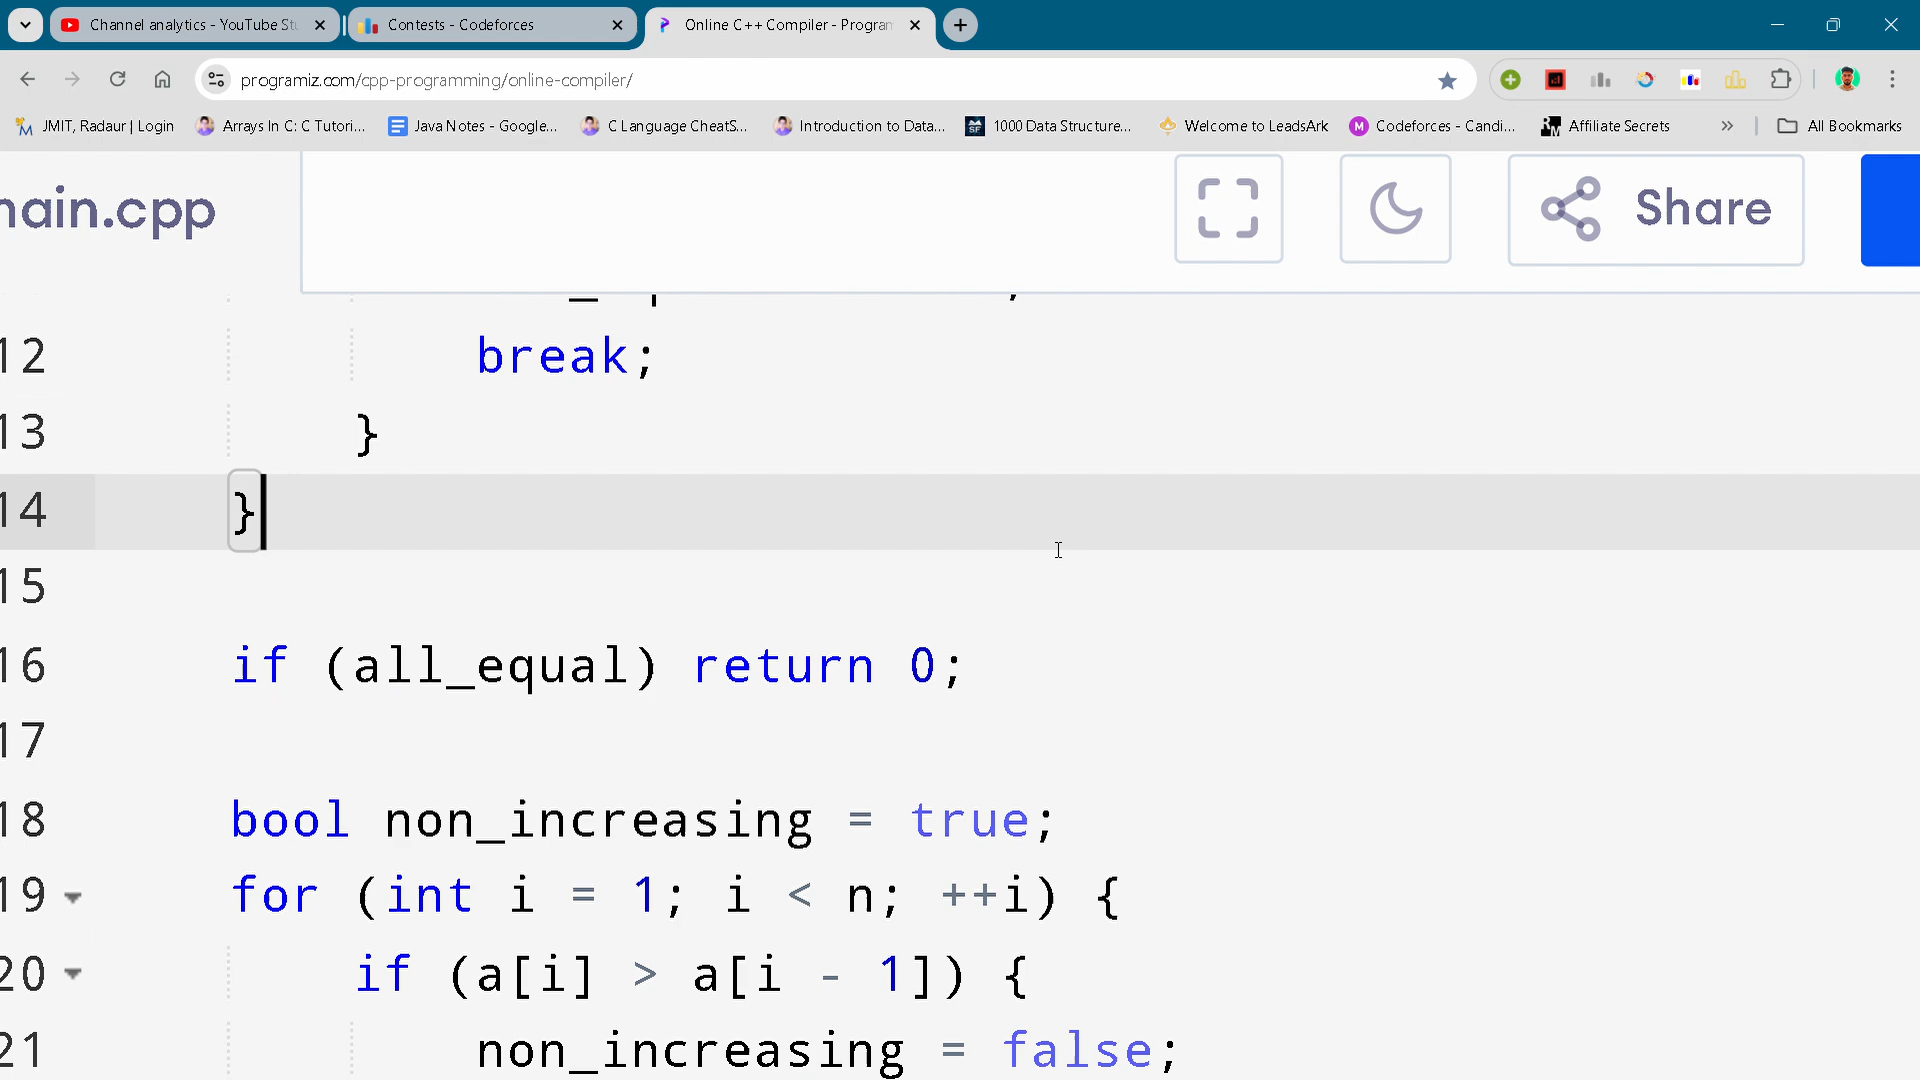 Channel analytics - YouTube Stu
Contests - Codeforces
Online C++ Compiler - Program
programiz.com/cpp-programming/online-compiler/
JMIT, Radaur | Login
Arrays In C: C Tutori...
Java Notes - Google...
C Language CheatS...
Introduction to Data...
1000 Data Structure...
Welcome to LeadsArk
Codeforces - Candi...
Affiliate Secrets
All Bookmarks
main.cpp
Share
12 break;
13 }
14 }
15
16 if (all_equal) return 0;
17
18 bool non_increasing = true;
19 for (int i = 1; i < n; ++i) {
20 if (a[i] > a[i - 1]) {
21 non_increasing = false;